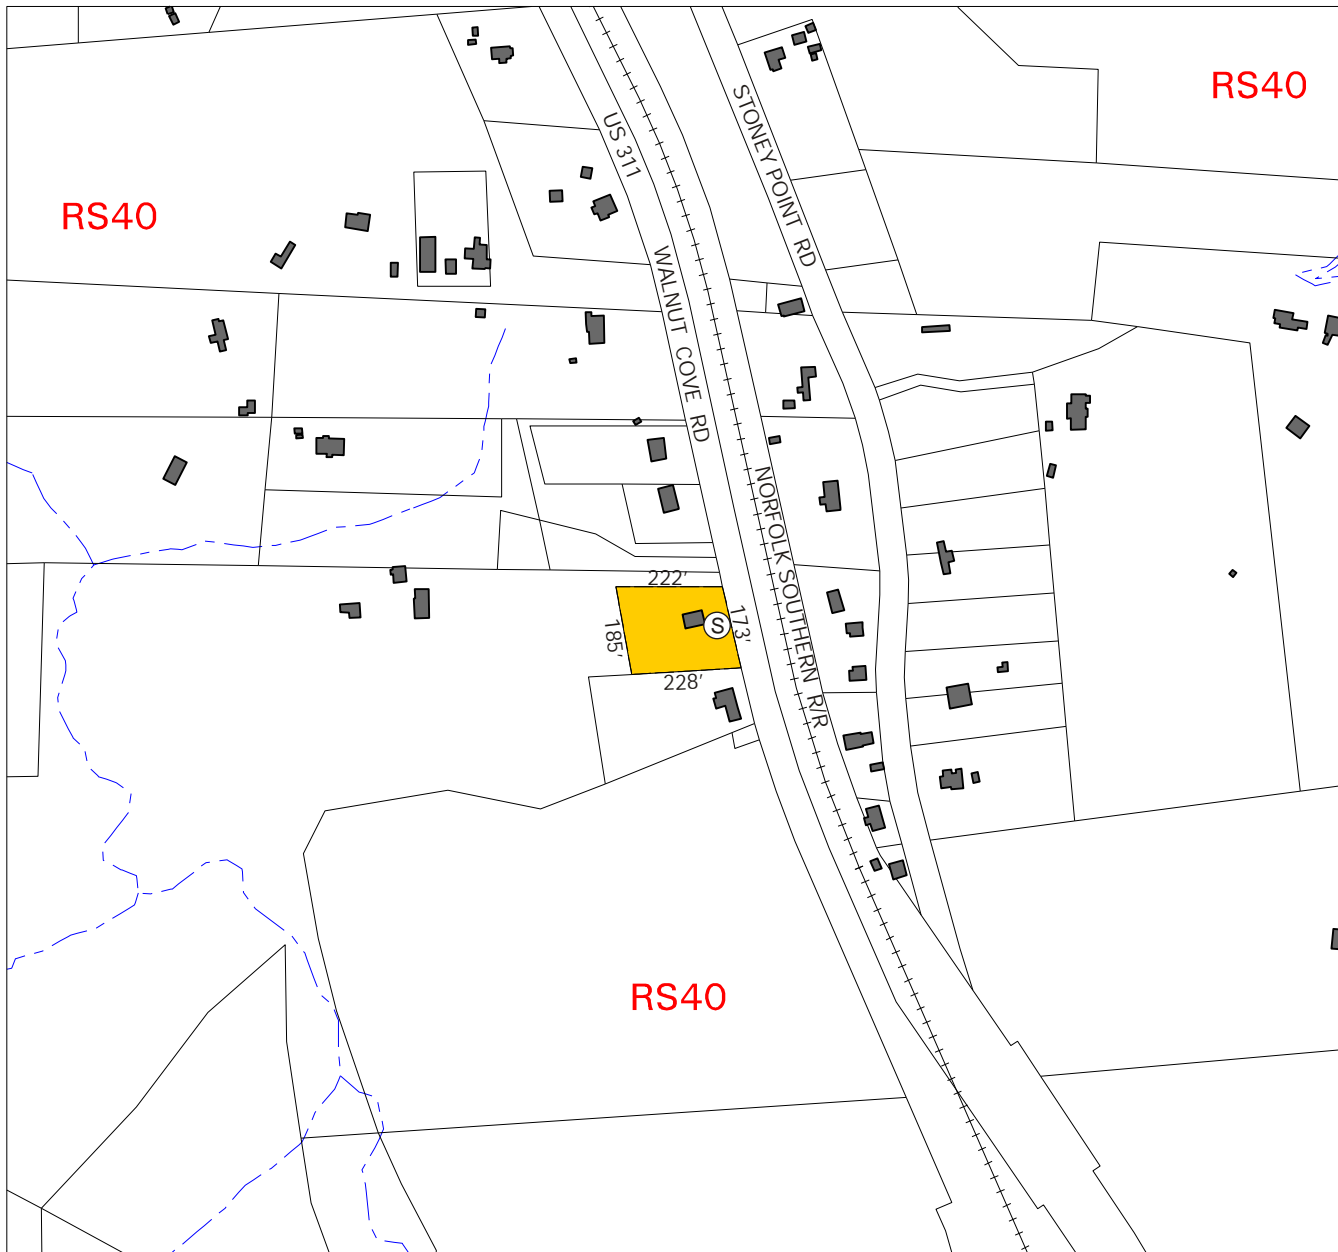 RS40
STONEY POINT RD
US 311
RS40
WALNUT COVE RD
NORFOLK SOUTHERN R/R
222'
S
173'
185'
228'
RS40